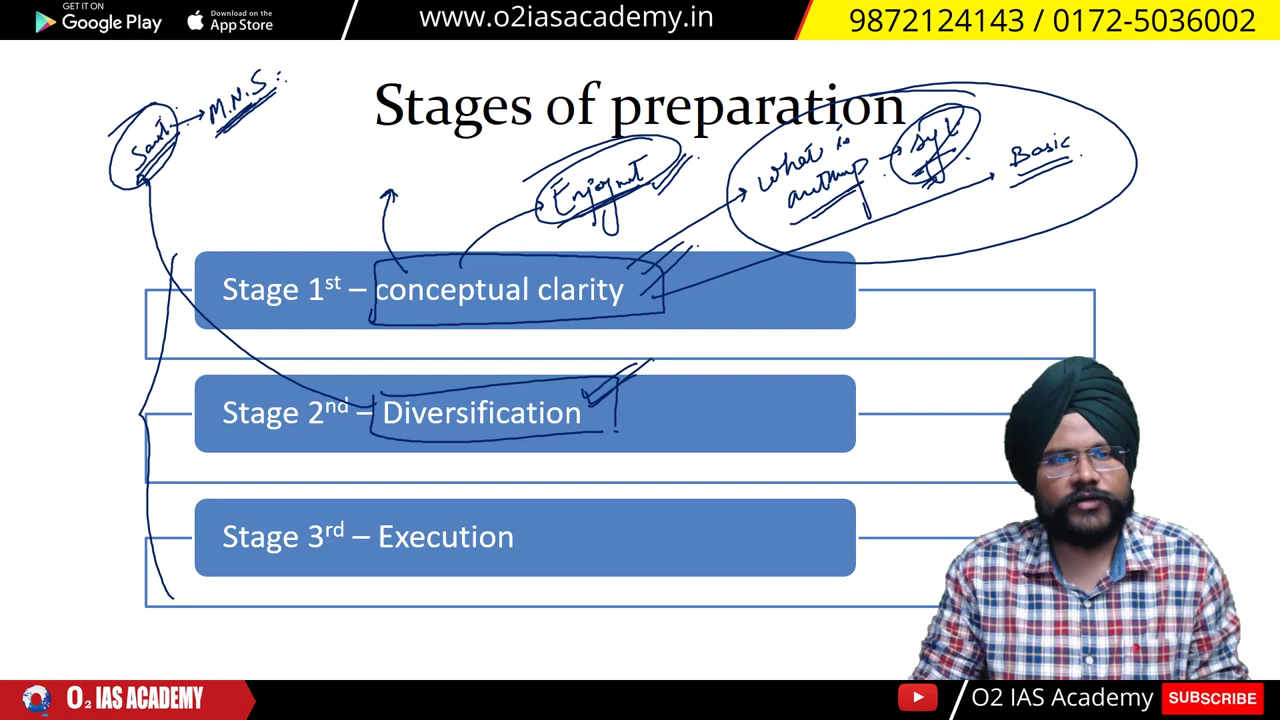 GET IT ON
Google Play
Download on the
App Store
www.o2iasacademy.in
9872124143 / 0172-5036002
M.N.S
Stages of preparation
What is
Basic
Stage 1st – conceptual clarity
Stage 2nd – Diversification
Stage 3rd – Execution
O2 IAS ACADEMY
O2 IAS Academy
SUBSCRIBE